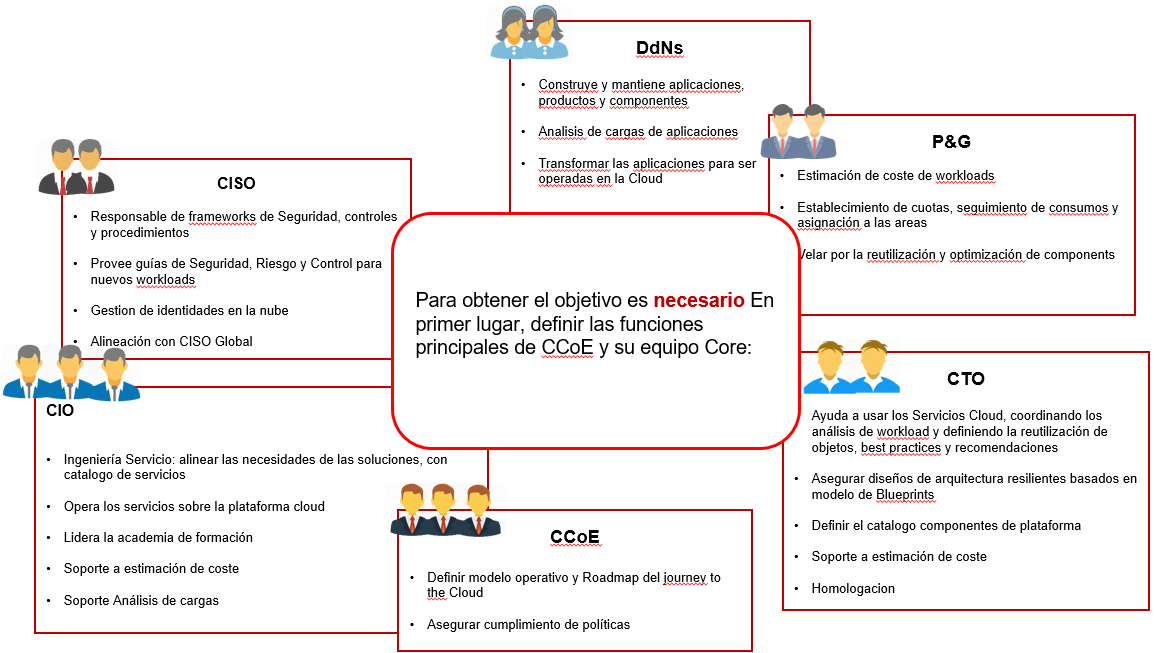 DdNs
• Construye y mantiene aplicaciones,
productos y componentes
• Analisis de cargas de aplicaciones
• Transformar las aplicaciones para ser
operadas en la Cloud
P&G
• Estimación de coste de workloads
• Establecimiento de cuotas, seguimiento de consumos y
asignación a las areas
Velar por la reutilización y optimización de components
CISO
• Responsable de frameworks de Seguridad, controles
y procedimientos
• Provee guías de Seguridad, Riesgo y Control para
nuevos workloads
• Gestion de identidades en la nube
• Alineación con CISO Global
Para obtener el objetivo es necesario En
primer lugar, definir las funciones
principales de CCoE y su equipo Core:
CIO
• Ingeniería Servicio: alinear las necesidades de las soluciones, con
catalogo de servicios
• Opera los servicios sobre la plataforma cloud
• Lidera la academia de formación
• Soporte a estimación de coste
• Soporte Análisis de cargas
CCoE
• Definir modelo operativo y Roadmap del journey to
the Cloud
• Asegurar cumplimiento de políticas
CTO
Ayuda a usar los Servicios Cloud, coordinando los
análisis de workload y definiendo la reutilización de
objetos, best practices y recomendaciones
• Asegurar diseños de arquitectura resilientes basados en
modelo de Blueprints
• Definir el catalogo componentes de plataforma
• Soporte a estimación de coste
• Homologacion